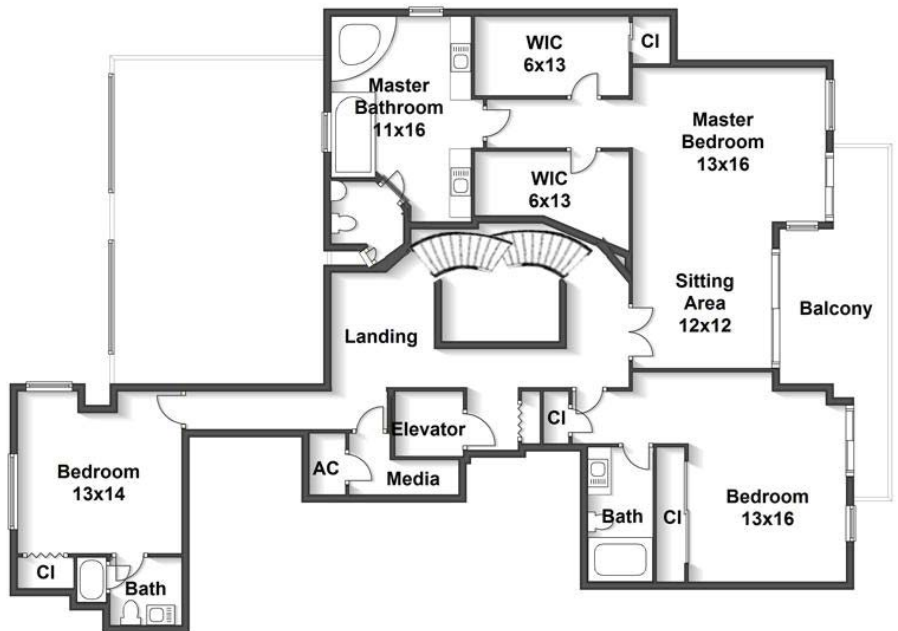 WIC
6x13
Cl
Master
Bathroom
11x16
Master
Bedroom
13x16
WIC
6x13
Sitting
Area
12x12
Balcony
Landing
Elevator
Cl
AC
Media
Bedroom
13x14
Bedroom
13x16
Bath
Cl
Cl
Bath